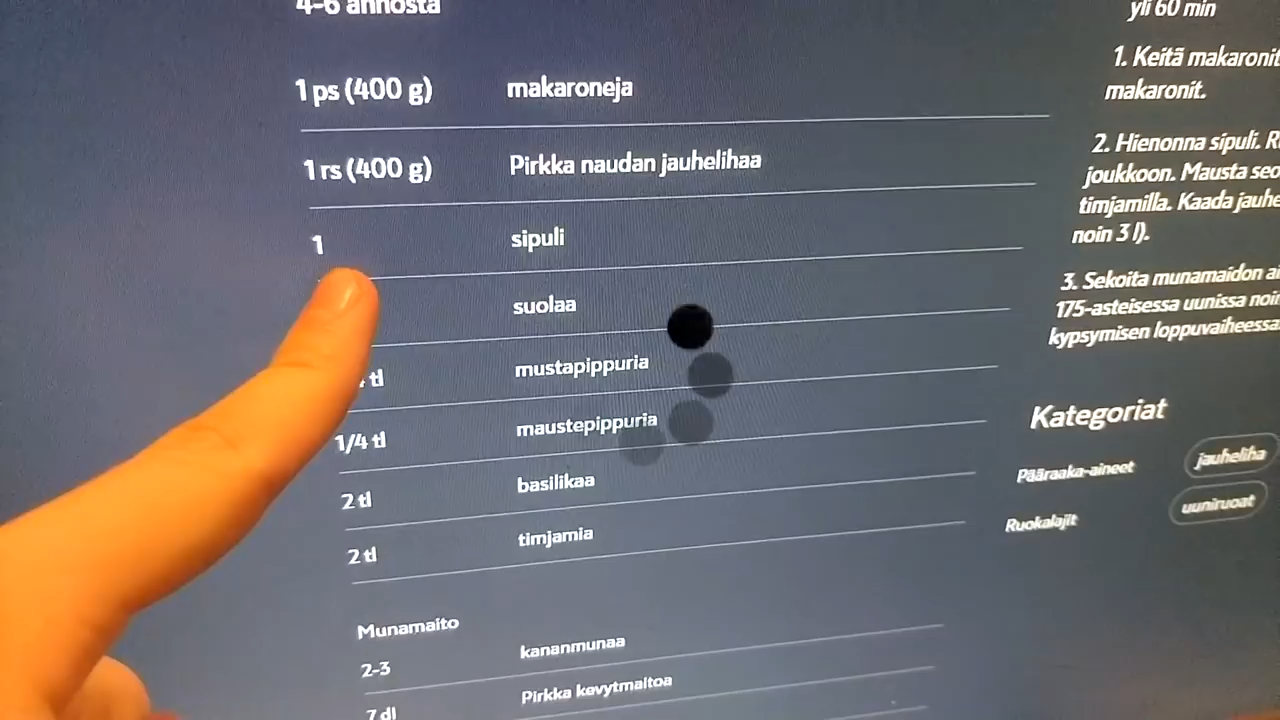 4-6 annosta
1 ps (400 g) makaroneja
1 rs (400 g) Pirkka naudan jauhelihaa
1 sipuli
suolaa
tl mustapippuria
1/4 tl maustepippuria
2 tl basilikaa
2 tl timjamia
Munamaito
2-3 kananmunaa
7 dl Pirkka kevytmaitoa
yli 60 min
1. Keitä makaronit
makaronit.
2. Hienonna sipuli.
joukkoon. Mausta
timjamilla. Kaada
noin 3 l).
3. Sekoita munamaidon
175-asteisessa uunissa
kypsymisen loppuvaiheessa
Kategoriat
Pääraaka-aineet jauheliha
Ruokalajit uuniruoat